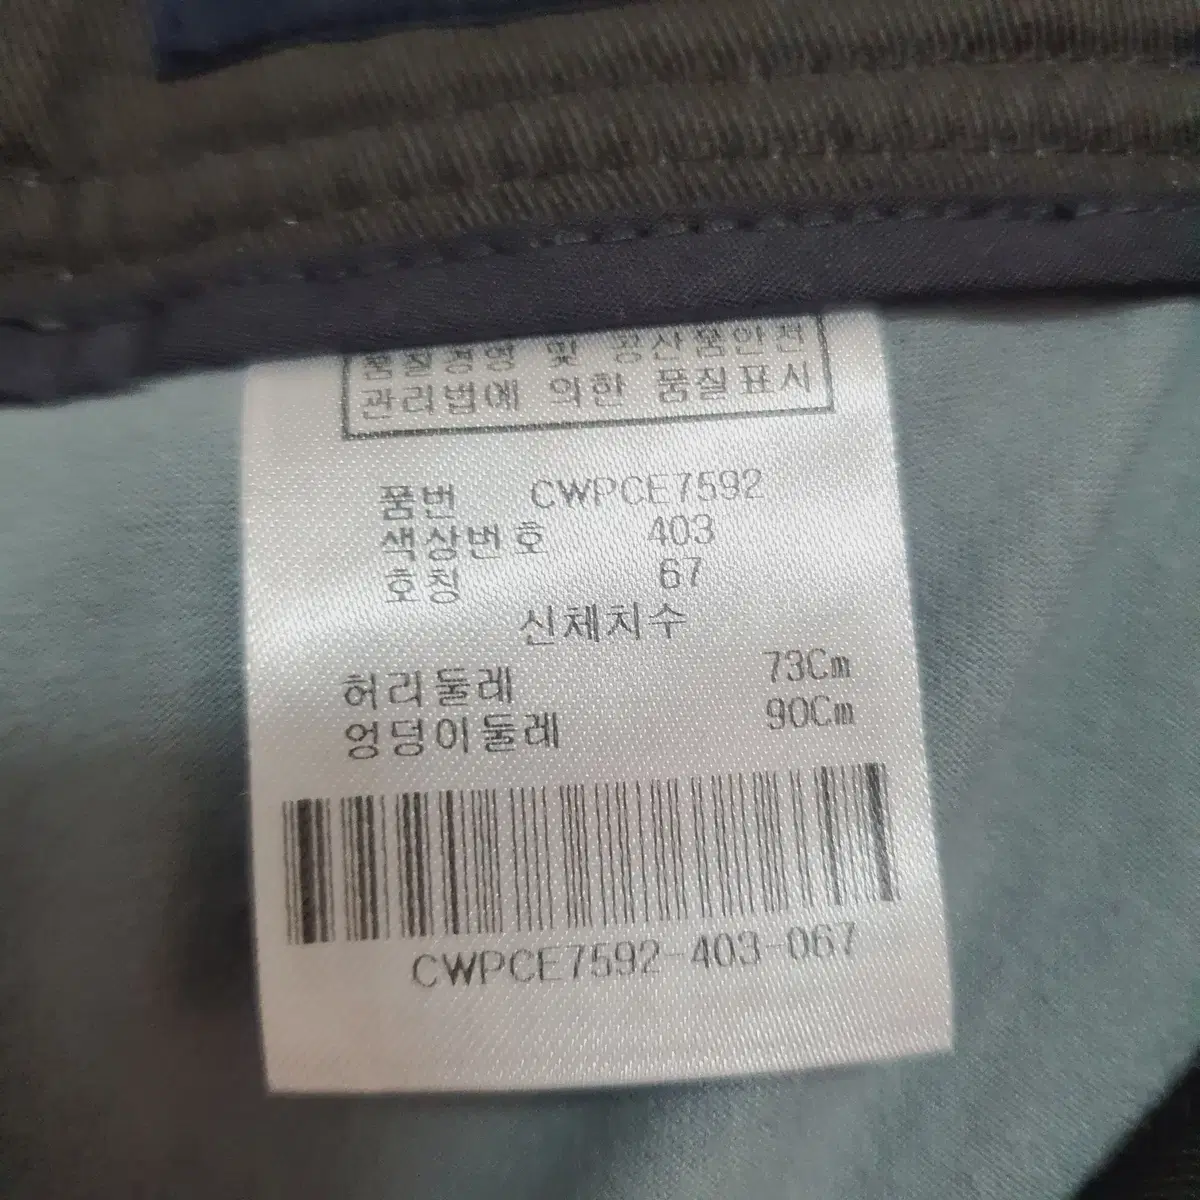 품질경영 및 공산품안전
관리법에 의한 품질표시
품번 CWPCE7592
색상번호 403
호칭 67
신체치수
허리둘레 73Cm
엉덩이둘레 90Cm
CWPCE7592-403-067